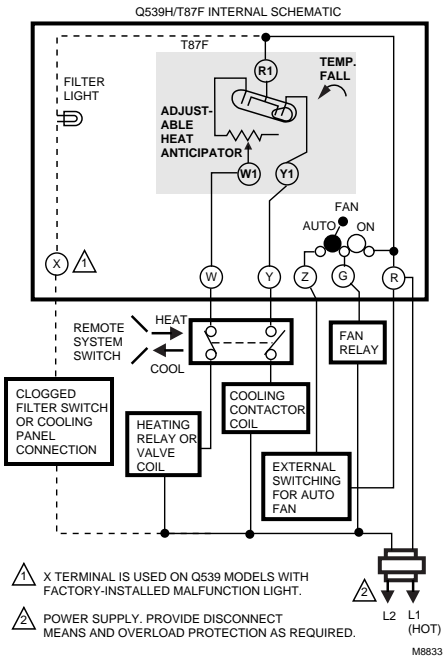 Q539H/T87F INTERNAL SCHEMATIC
T87F
R1
TEMP.
FALL
FILTER
LIGHT
ADJUST-
ABLE
HEAT
ANTICIPATOR
W1
Y1
FAN
AUTO
ON
X
1
W
Y
Z
G
R
REMOTE
SYSTEM
SWITCH
HEAT
COOL
FAN
RELAY
CLOGGED
FILTER SWITCH
OR COOLING
PANEL
CONNECTION
HEATING
RELAY OR
VALVE
COIL
COOLING
CONTACTOR
COIL
EXTERNAL
SWITCHING
FOR AUTO
FAN
2
L2
L1
(HOT)
1 X TERMINAL IS USED ON Q539 MODELS WITH
FACTORY-INSTALLED MALFUNCTION LIGHT.
2 POWER SUPPLY. PROVIDE DISCONNECT
MEANS AND OVERLOAD PROTECTION AS REQUIRED.
M8833